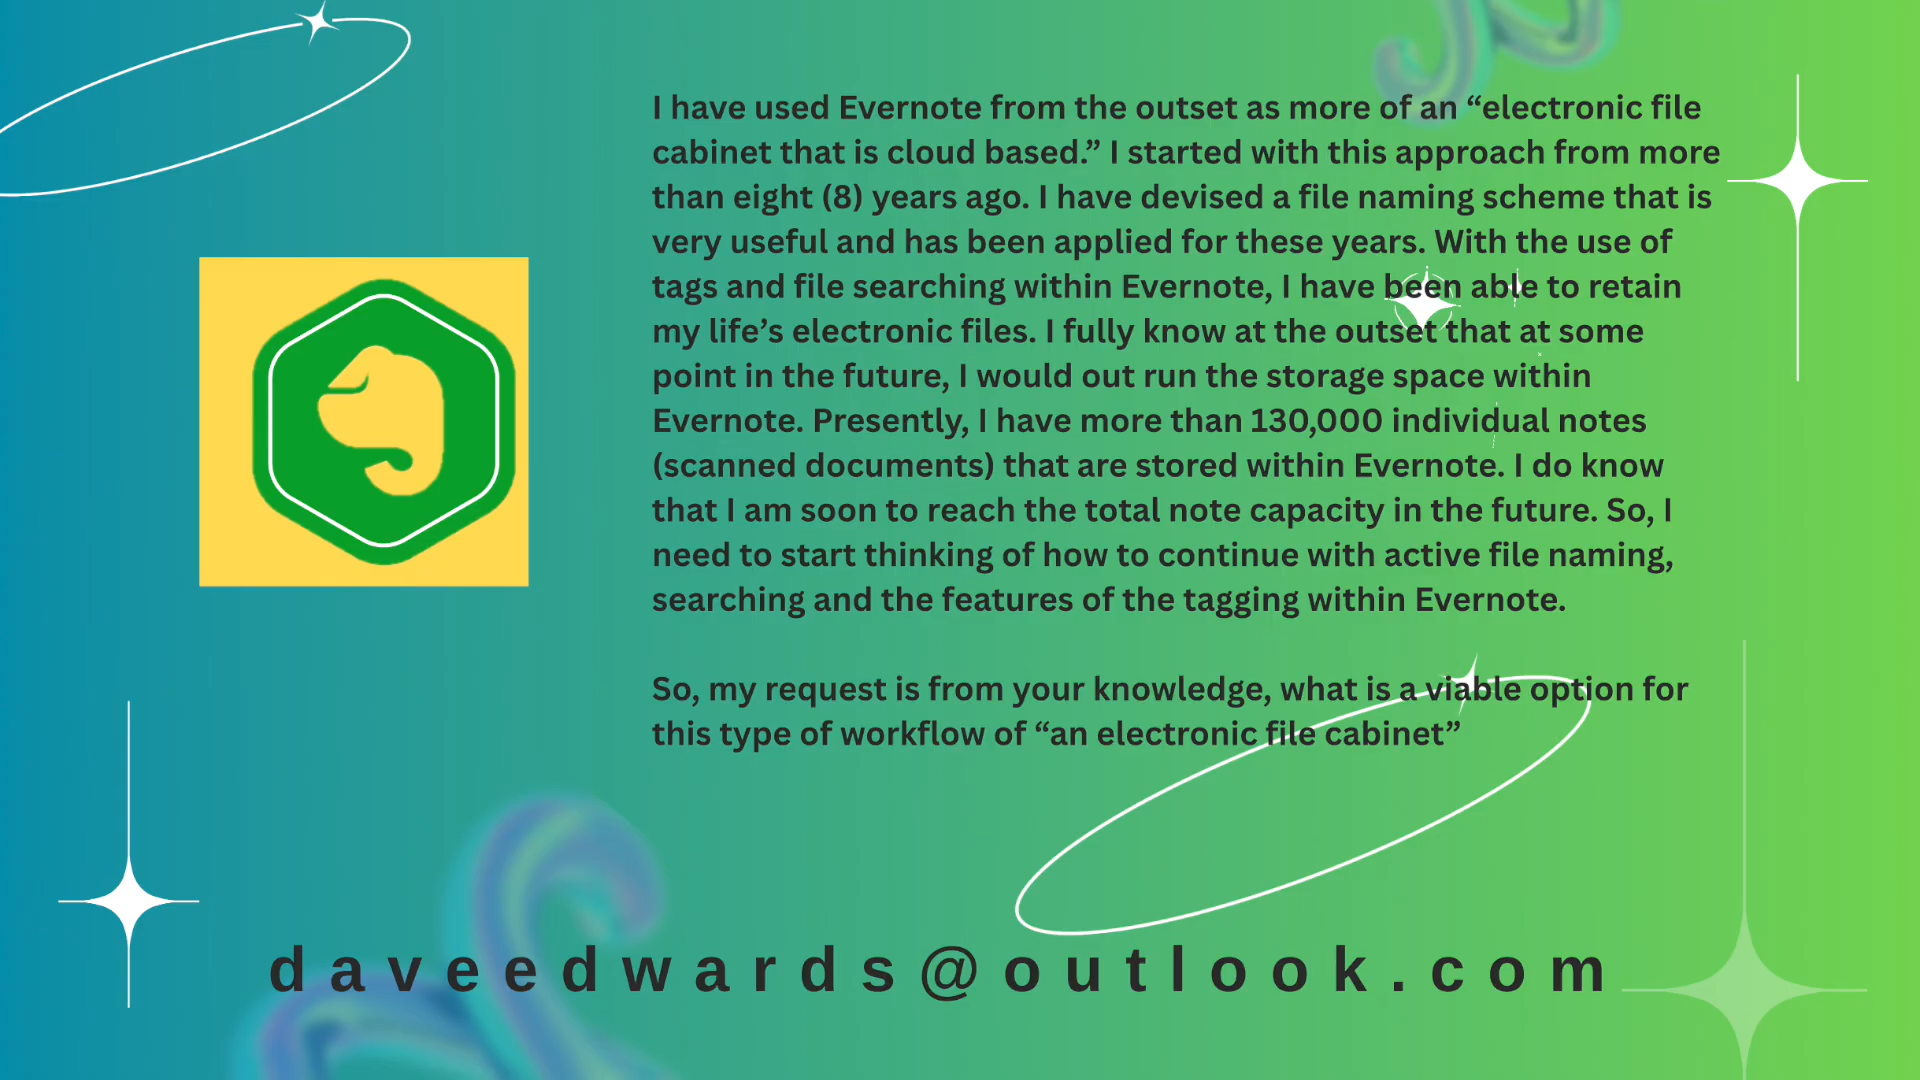 I have used Evernote from the outset as more of an “electronic file
cabinet that is cloud based.” I started with this approach from more
than eight (8) years ago. I have devised a file naming scheme that is
very useful and has been applied for these years. With the use of
tags and file searching within Evernote, I have been able to retain
my life’s electronic files. I fully know at the outset that at some
point in the future, I would out run the storage space within
Evernote. Presently, I have more than 130,000 individual notes
(scanned documents) that are stored within Evernote. I do know
that I am soon to reach the total note capacity in the future. So, I
need to start thinking of how to continue with active file naming,
searching and the features of the tagging within Evernote.
So, my request is from your knowledge, what is a viable option for
this type of workflow of “an electronic file cabinet”
daveedwards@outlook.com